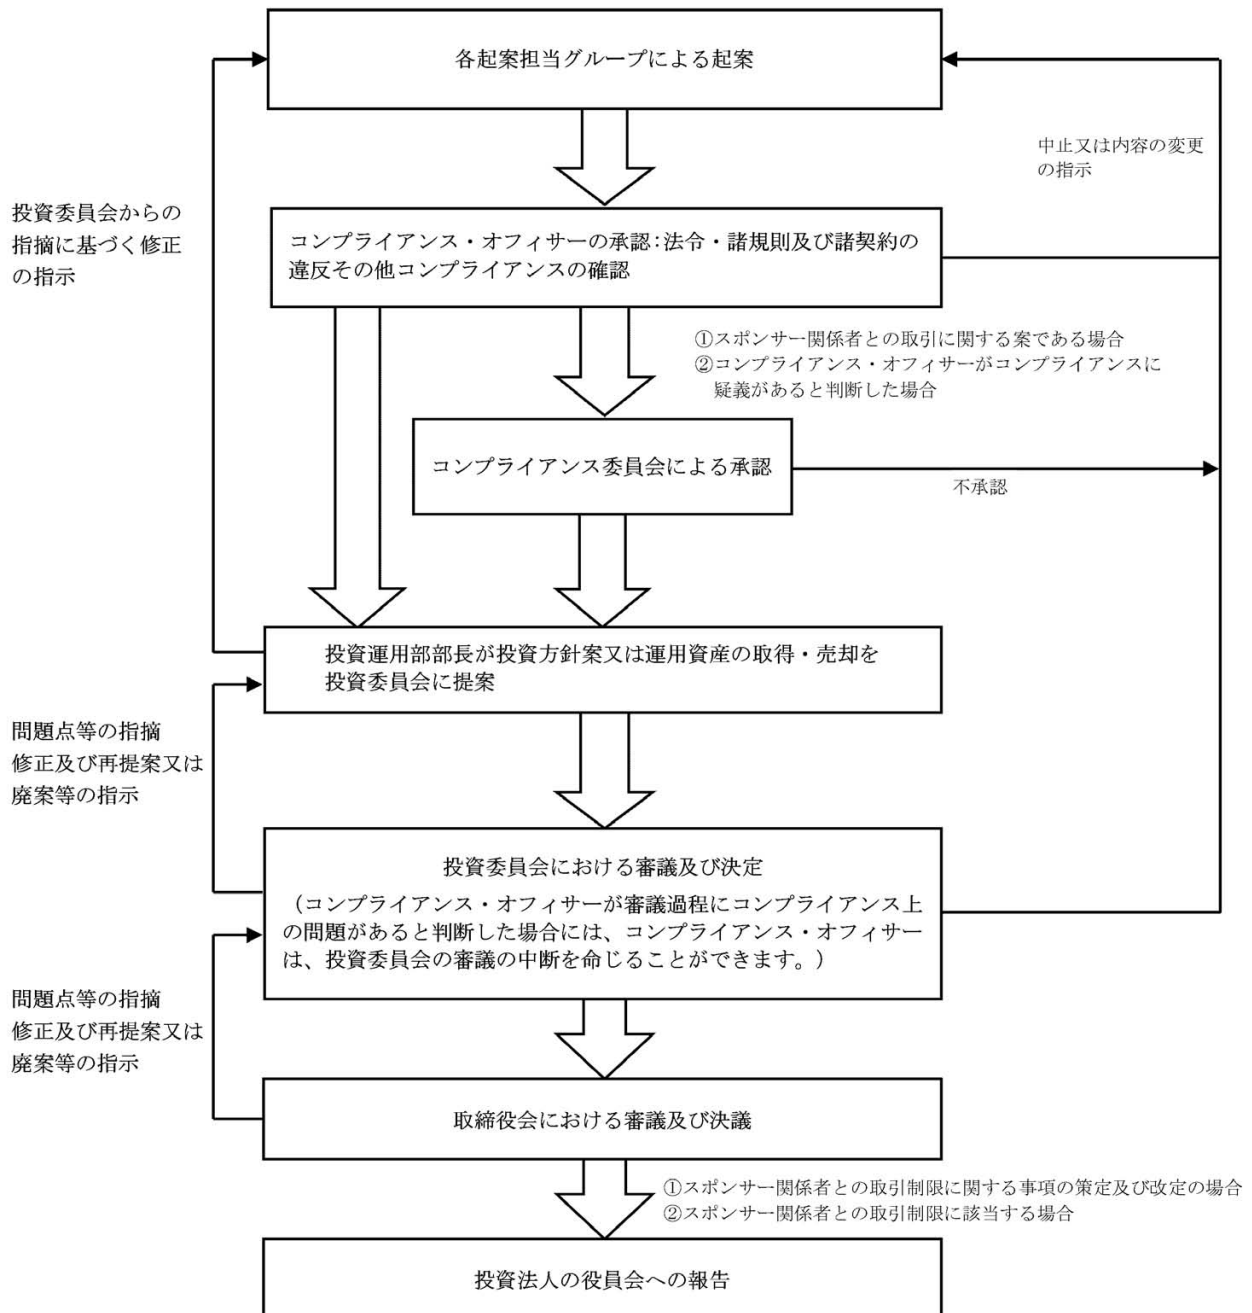 各起案担当グループによる起案
中止又は内容の変更
の指示
投資委員会からの
指摘に基づく修正
の指示
コンプライアンス・オフィサーの承認：法令・諸規則及び諸契約の
違反その他コンプライアンスの確認
①スポンサー関係者との取引に関する案である場合
②コンプライアンス・オフィサーがコンプライアンスに
疑義があると判断した場合
コンプライアンス委員会による承認
不承認
投資運用部部長が投資方針案又は運用資産の取得・売却を
投資委員会に提案
問題点等の指摘
修正及び再提案又は
廃案等の指示
投資委員会における審議及び決定
（コンプライアンス・オフィサーが審議過程にコンプライアンス上
の問題があると判断した場合には、コンプライアンス・オフィサー
は、投資委員会の審議の中断を命じることができます。）
問題点等の指摘
修正及び再提案又は
廃案等の指示
取締役会における審議及び決議
①スポンサー関係者との取引制限に関する事項の策定及び改定の場合
②スポンサー関係者との取引制限に該当する場合
投資法人の役員会への報告